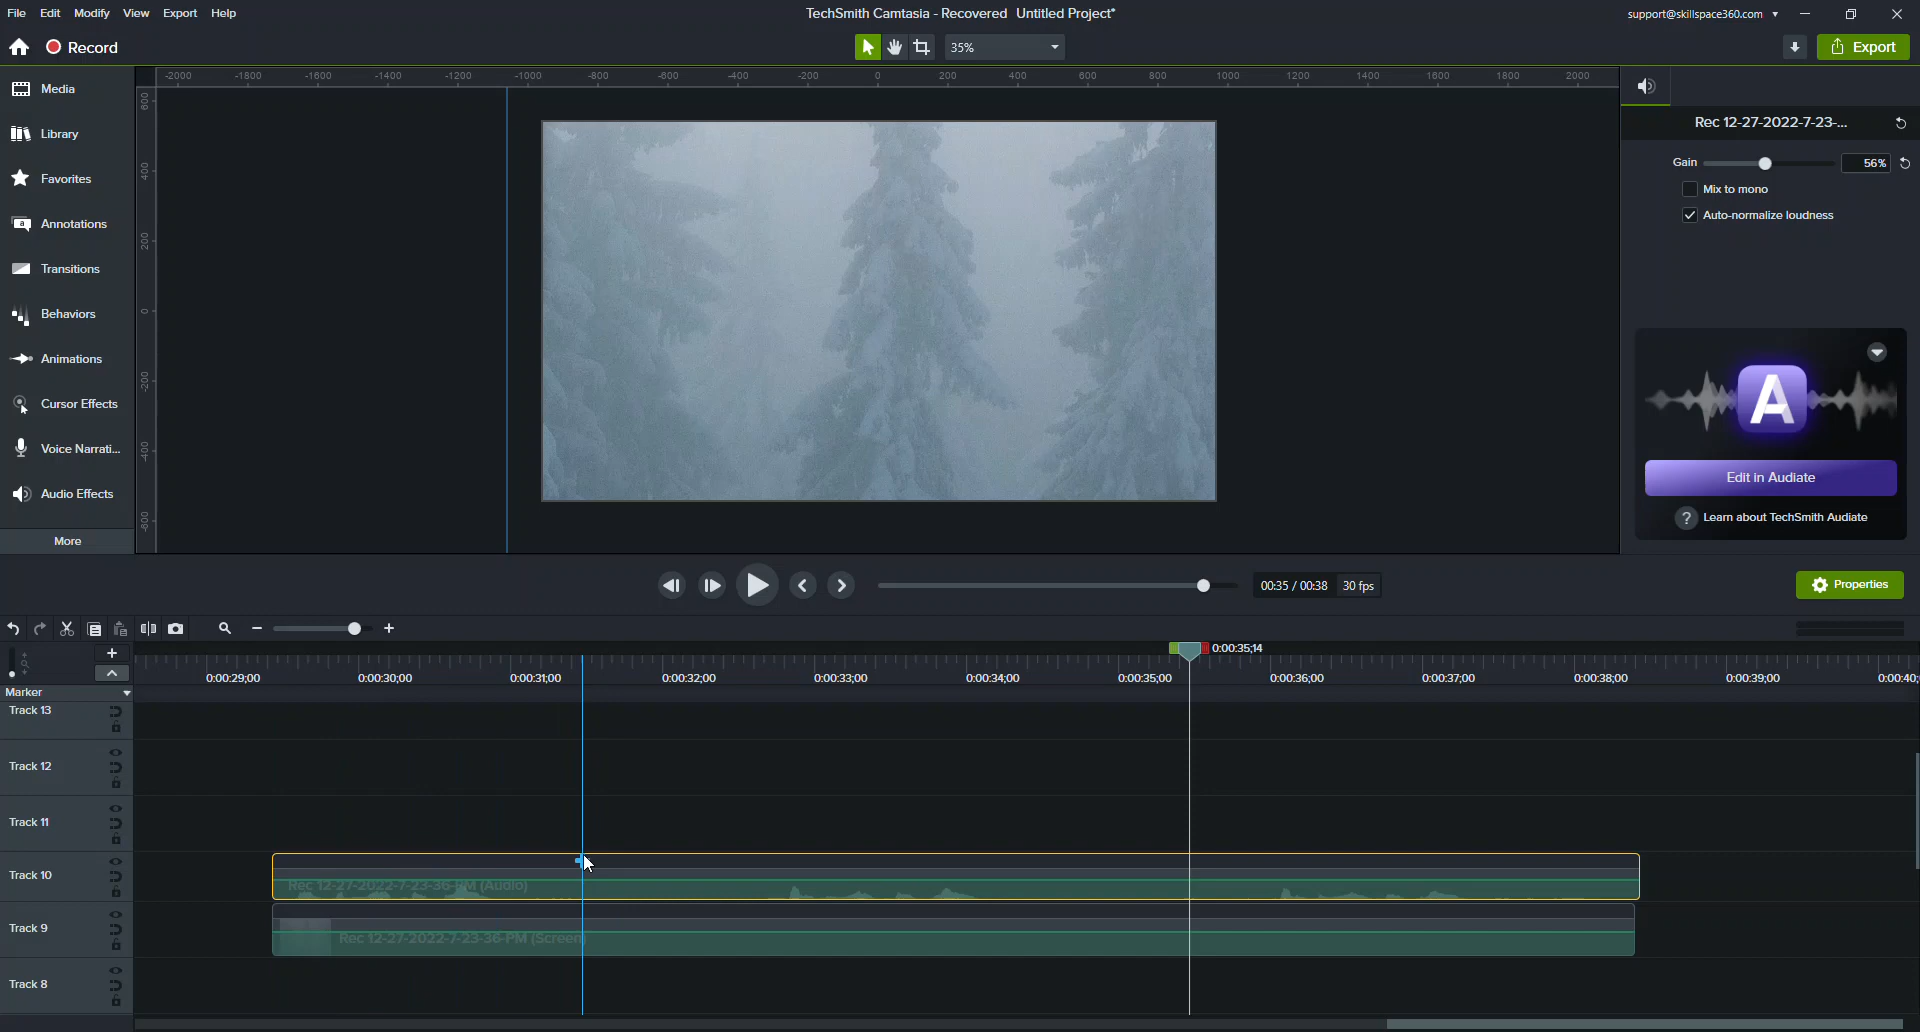 File Edit Modify View Export Help
TechSmith Camtasia - Recovered Untitled Project*
support@skillspace360.com
Record
35%
Export
Media
Library
Favorites
Annotations
Transitions
Behaviors
Animations
Cursor Effects
Voice Narrati...
Audio Effects
More
-2000 -1800 -1600 -1400 -1200 -1000 -800 -600 -400 -200 0 200 400 600 800 1000 1200 1400 1600 1800 2000
600
400
200
0
-200
-400
-600
Rec 12-27-2022-7-23-...
Gain 56%
Mix to mono
Auto-normalize loudness
A
Edit in Audiate
? Learn about TechSmith Audiate
00:35 / 00:38 30 fps
Properties
0:00:35;14
0:00:29;00 0:00:30;00 0:00:31;00 0:00:32;00 0:00:33;00 0:00:34;00 0:00:35;00 0:00:36;00 0:00:37;00 0:00:38;00 0:00:39;00 0:00:40;
Marker
Track 13
Track 12
Track 11
Track 10
Rec 12-27-2022-7-23-36-PM (Audio)
Track 9
Rec 12-27-2022-7-23-36-PM (Screen)
Track 8